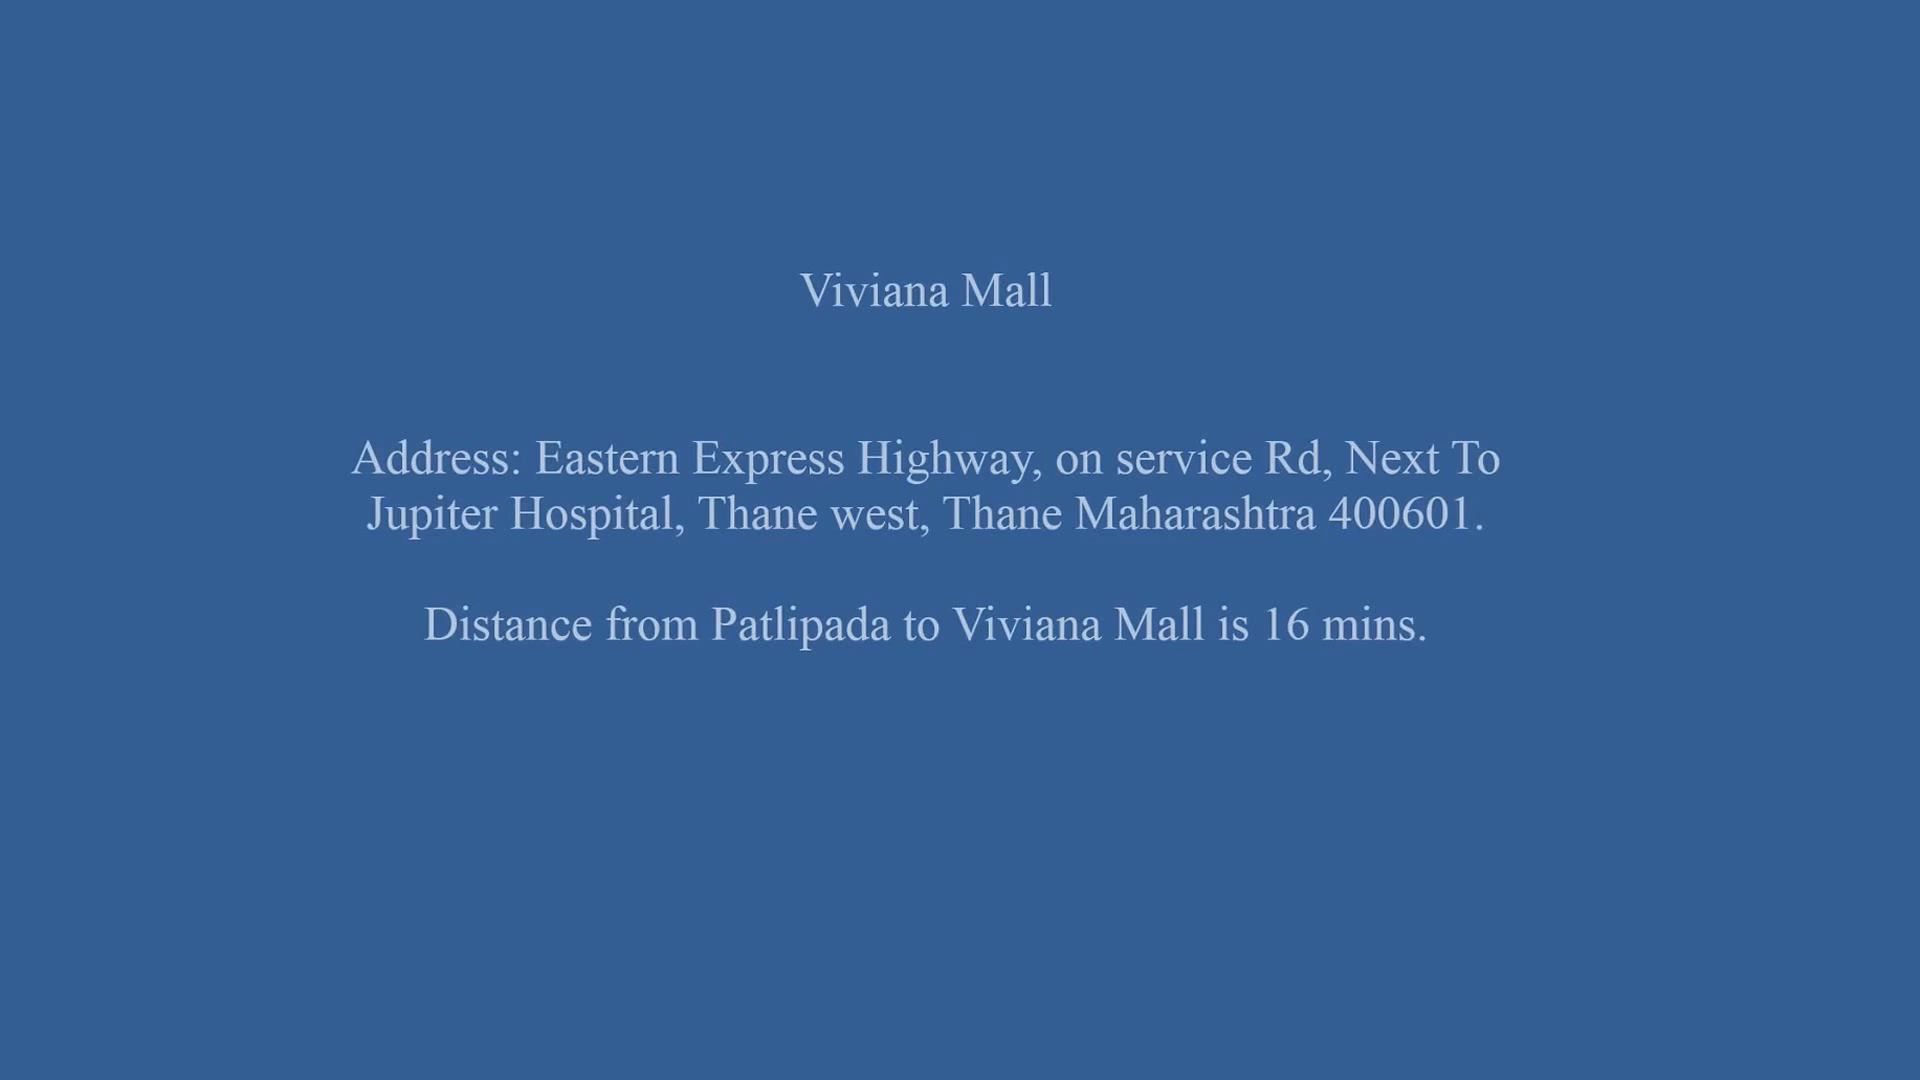 Viviana Mall
Address: Eastern Express Highway, on service Rd, Next To
Jupiter Hospital, Thane west, Thane Maharashtra 400601.
Distance from Patlipada to Viviana Mall is 16 mins.